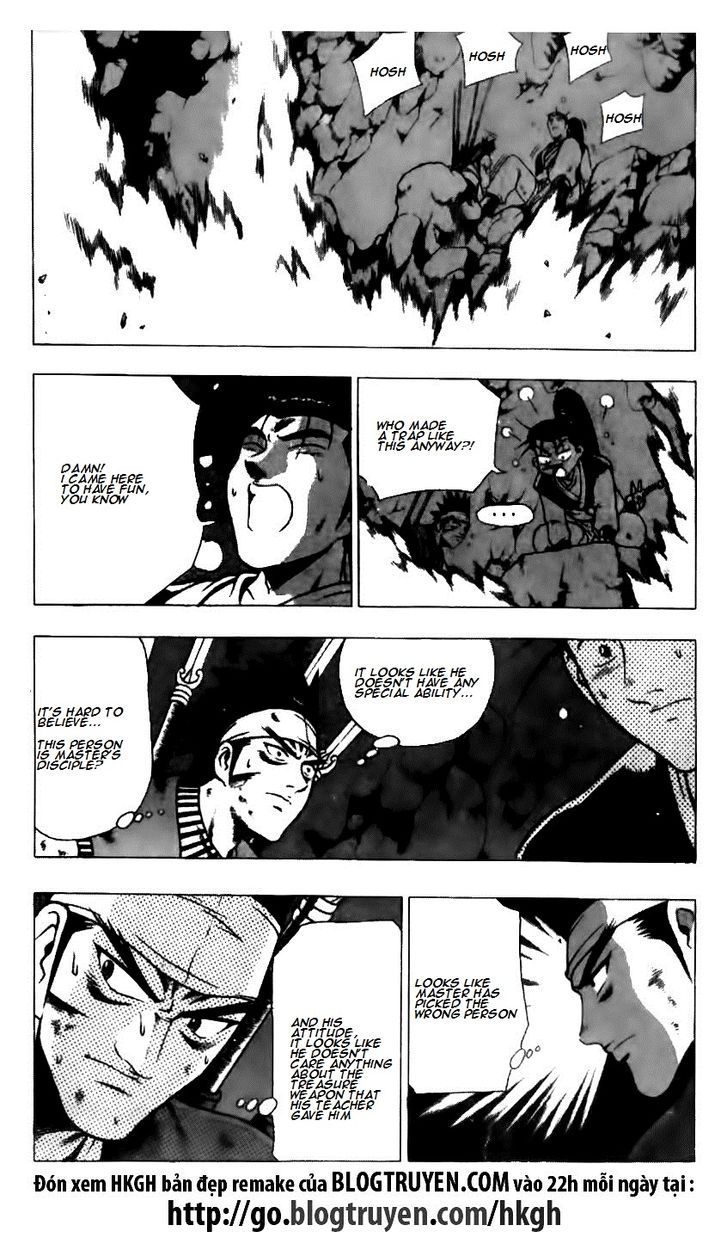 HOSH
HOSH
HOSH
HOSH
WHO MADE
A TRAP LIKE
THIS ANYWAY?!
...
DAMN!
I CAME HERE
TO HAVE FUN,
YOU KNOW
IT LOOKS LIKE HE
DOESN'T HAVE ANY
SPECIAL ABILITY...
IT'S HARD TO
BELIEVE...
THIS PERSON
IS MASTER'S
DISCIPLE?
LOOKS LIKE
MASTER HAS
PICKED THE
WRONG PERSON
AND HIS
ATTITUDE,
IT LOOKS LIKE
HE DOESN'T
CARE ANYTHING
ABOUT THE
TREASURE
WEAPON THAT
HIS TEACHER
GAVE HIM
Đón xem HKGH bản đẹp remake của BLOGTRUYEN.COM vào 22h mỗi ngày tại :
http://go.blogtruyen.com/hkgh